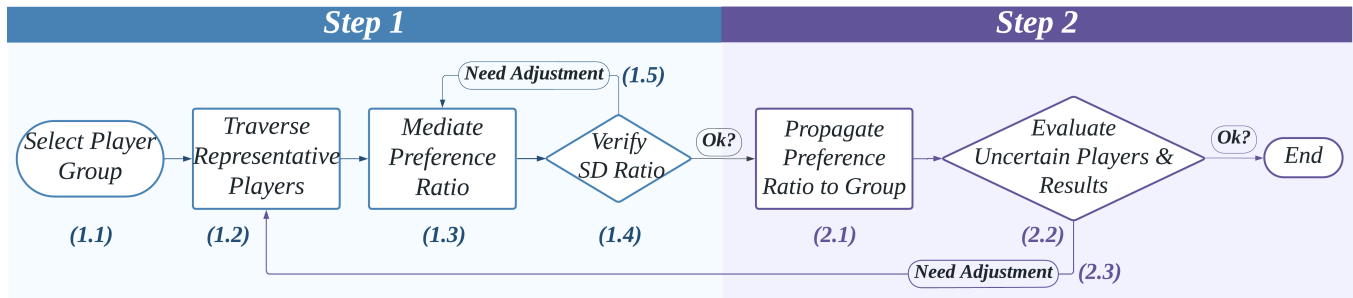 Step 1
Step 2
Need Adjustment
(1.5)
Select Player
Group
Traverse
Representative
Players
Mediate
Preference
Ratio
Verify
SD Ratio
Ok?
Propagate
Preference
Ratio to Group
Evaluate
Uncertain Players &
Results
Ok?
End
(1.1)
(1.2)
(1.3)
(1.4)
(2.1)
(2.2)
Need Adjustment
(2.3)